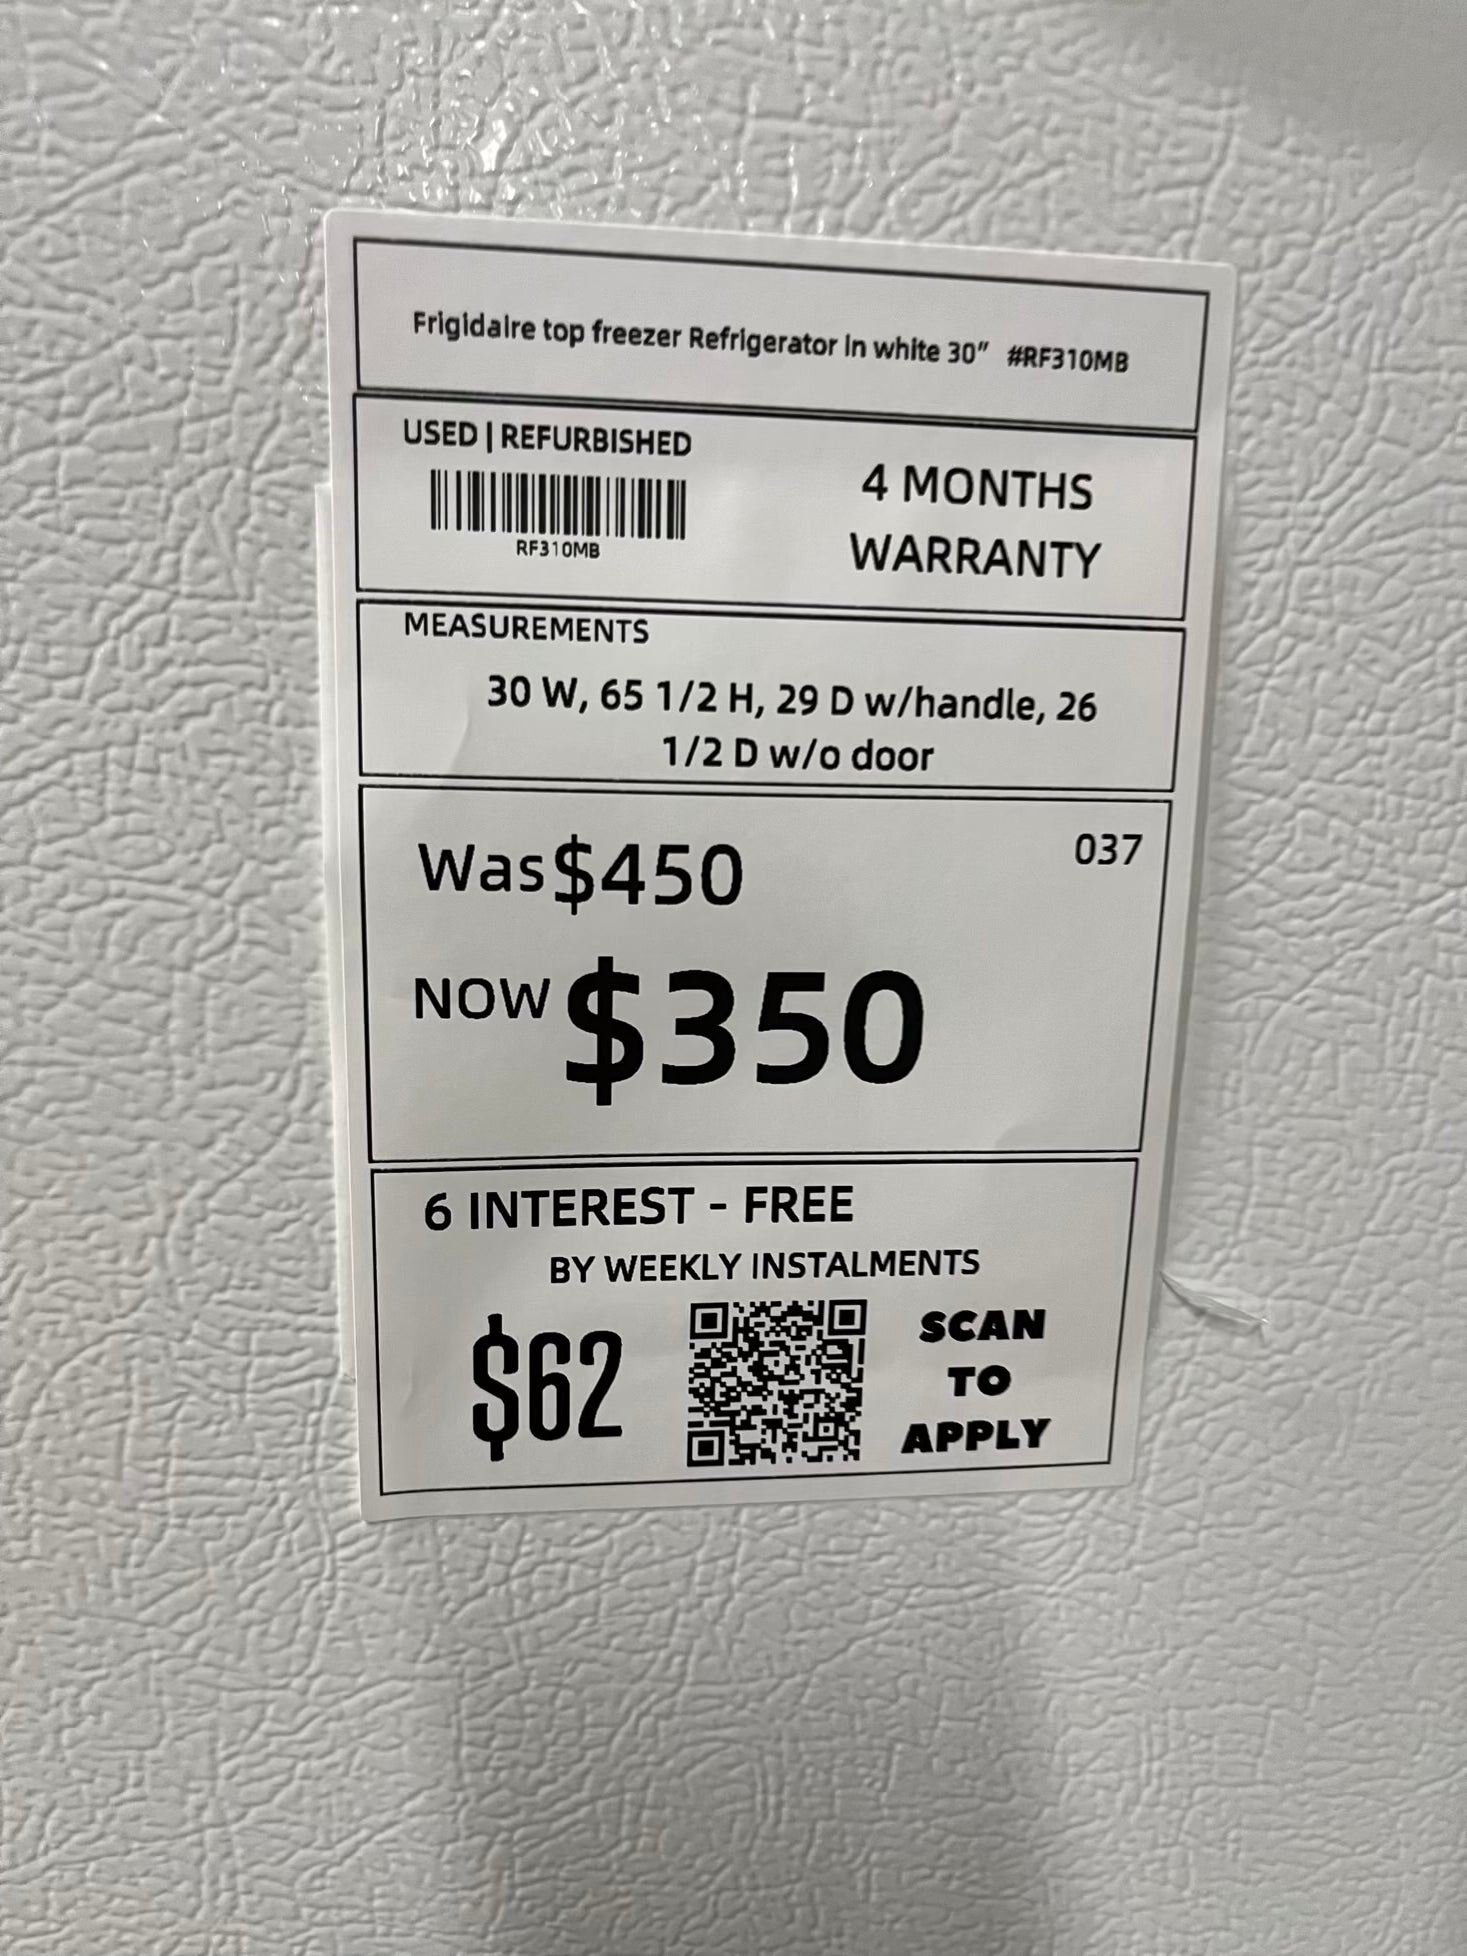 Frigidaire top freezer Refrigerator in white 30” #RF310MB
USED | REFURBISHED
RF310MB
4 MONTHS
WARRANTY
MEASUREMENTS
30 W, 65 1/2 H, 29 D w/handle, 26
1/2 D w/o door
Was $450
037
NOW $350
6 INTEREST - FREE
BY WEEKLY INSTALMENTS
$62
SCAN
TO
APPLY